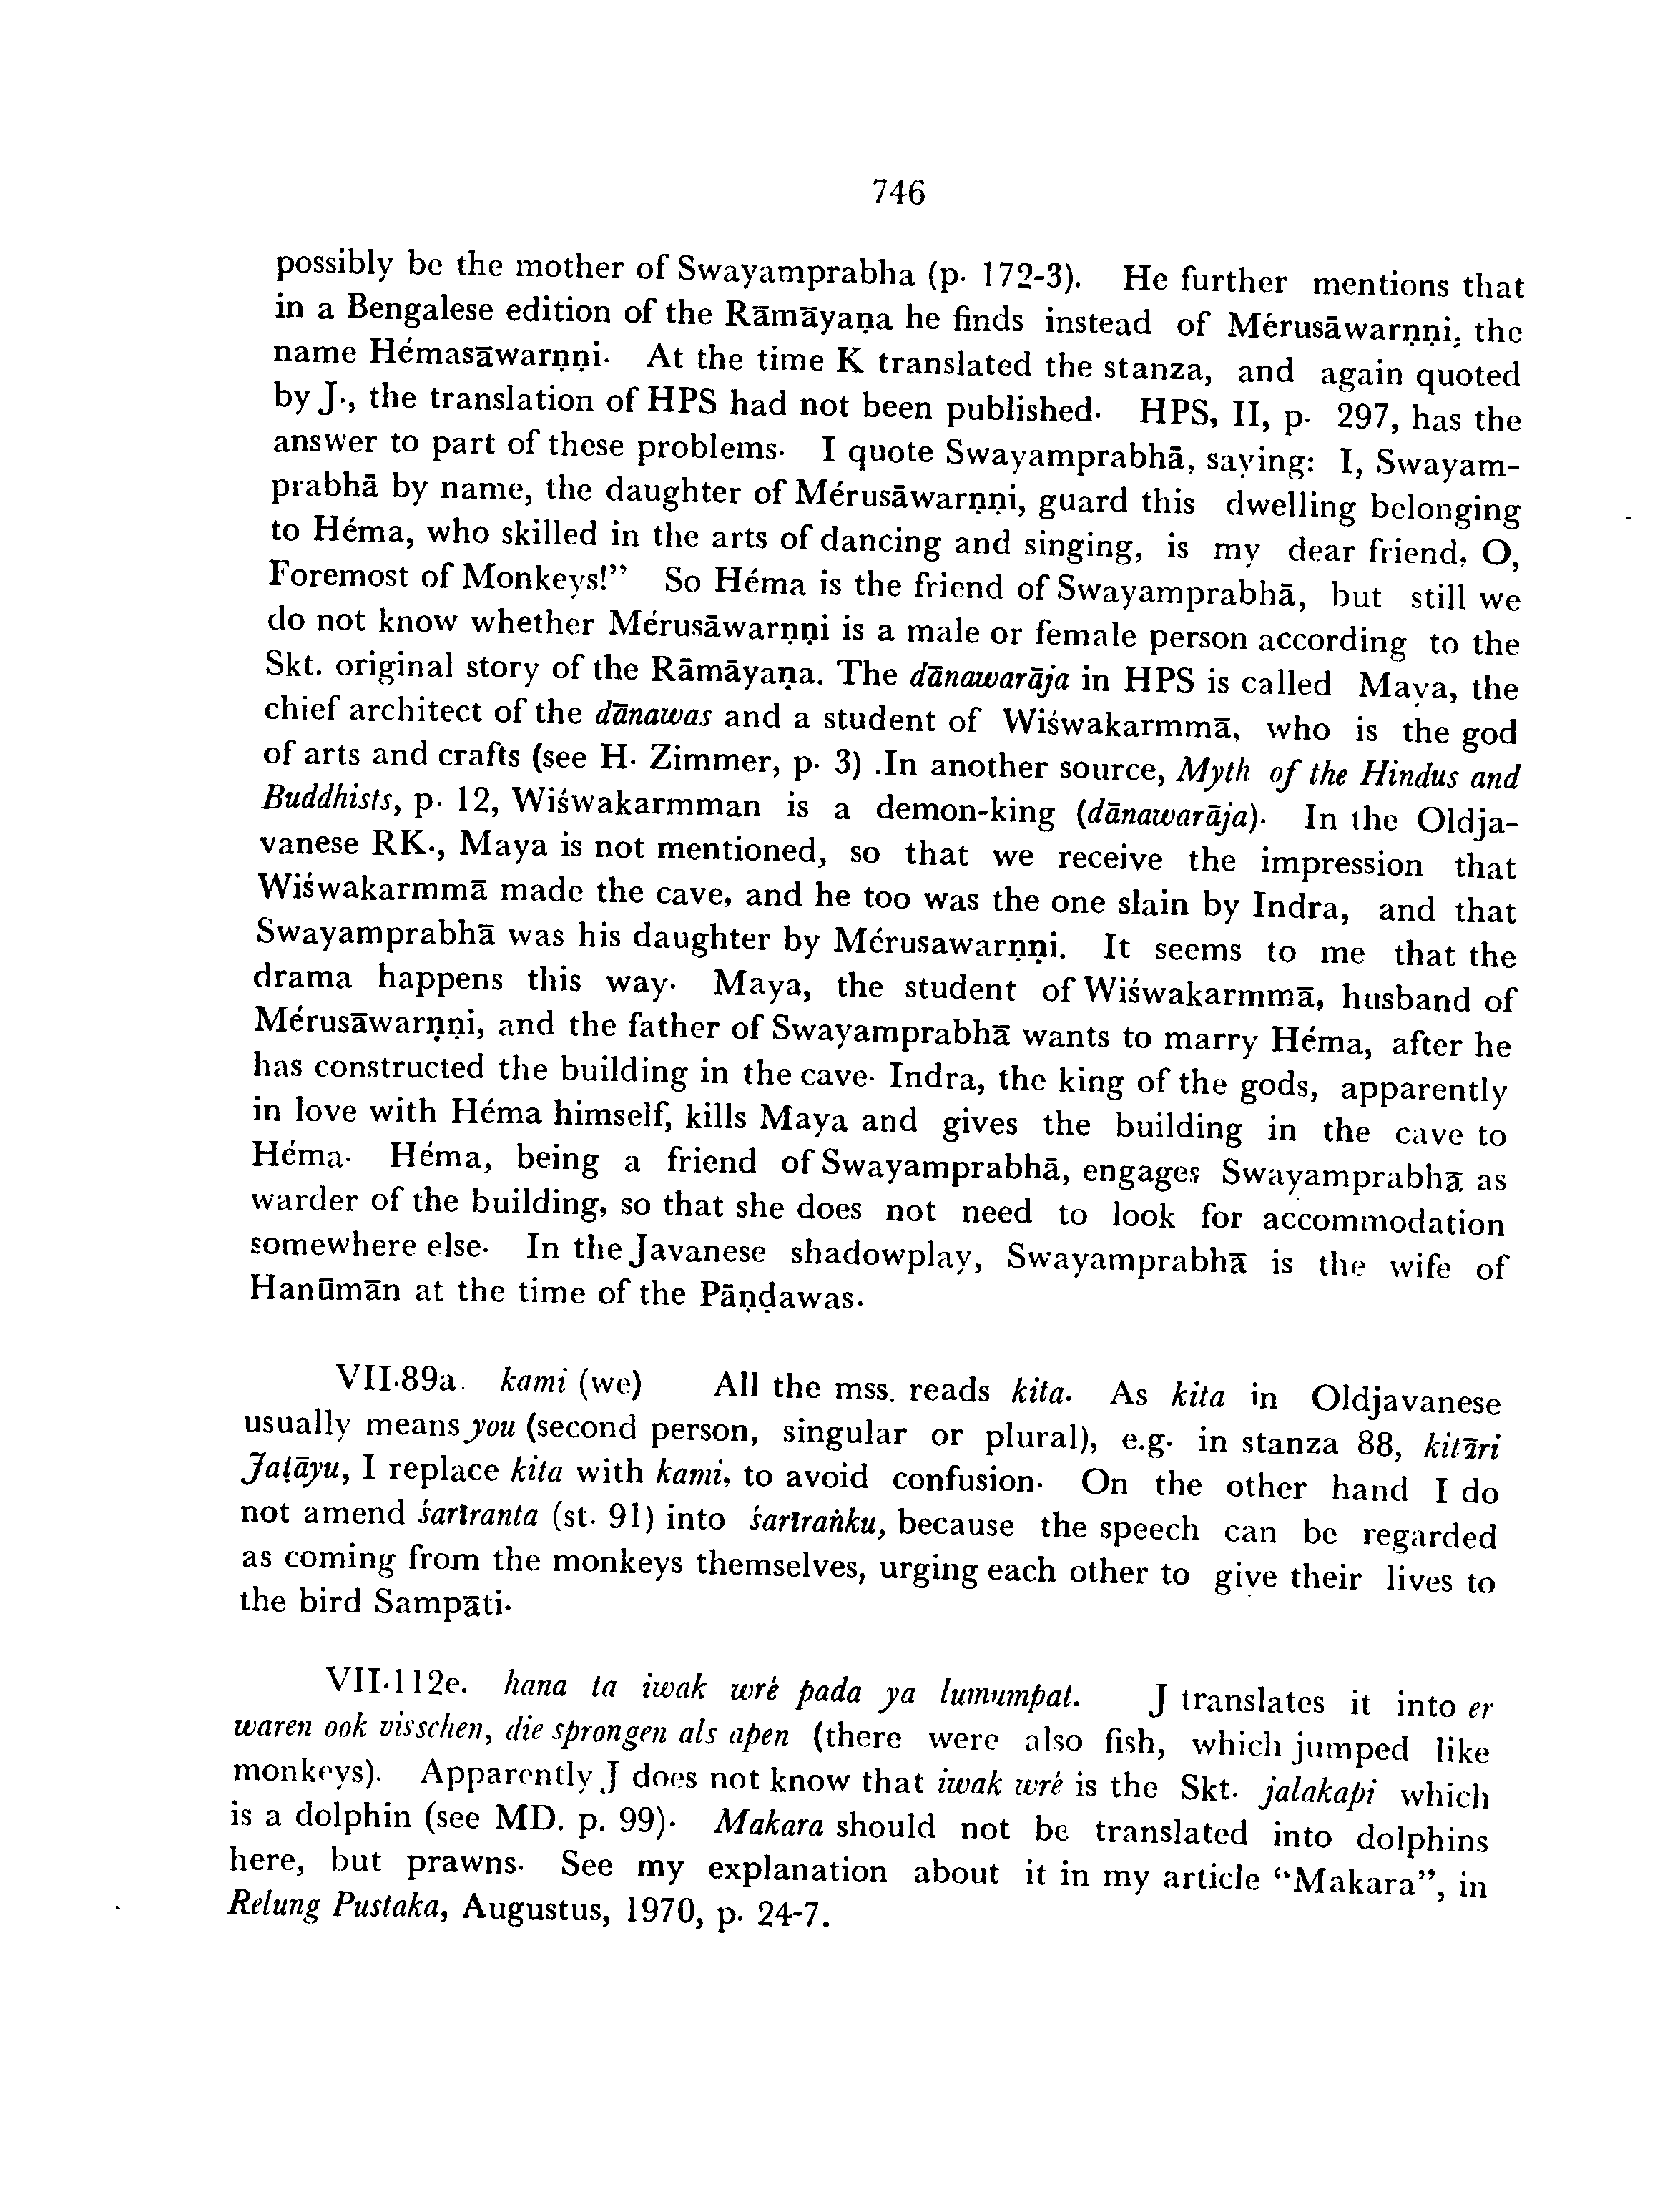 746
possibly be the mother of Swayamprabha (p. 172-3). He further mentions that
in a Bengalese edition of the Rāmāyaṇa he finds instead of Mérusāwarṇṇi, the
name Hémasāwarṇṇi. At the time K translated the stanza, and again quoted
by J., the translation of HPS had not been published. HPS, II, p. 297, has the
answer to part of these problems. I quote Swayamprabhā, saying: I, Swayam-
prabhā by name, the daughter of Mérusāwarṇṇi, guard this dwelling belonging
to Héma, who skilled in the arts of dancing and singing, is my dear friend, O,
Foremost of Monkeys!” So Héma is the friend of Swayamprabhā, but still we
do not know whether Mérusāwarṇṇi is a male or female person according to the
Skt. original story of the Rāmāyaṇa. The dānawarāja in HPS is called Maya, the
chief architect of the dānawas and a student of Wiśwakarmmā, who is the god
of arts and crafts (see H. Zimmer, p. 3) .In another source, Myth of the Hindus and
Buddhists, p. 12, Wiśwakarmman is a demon-king (dānawarāja). In the Oldja-
vanese RK., Maya is not mentioned, so that we receive the impression that
Wiśwakarmmā made the cave, and he too was the one slain by Indra, and that
Swayamprabhā was his daughter by Mérusawarṇṇi. It seems to me that the
drama happens this way. Maya, the student of Wiśwakarmmā, husband of
Mérusāwarṇṇi, and the father of Swayamprabhā wants to marry Héma, after he
has constructed the building in the cave. Indra, the king of the gods, apparently
in love with Héma himself, kills Maya and gives the building in the cave to
Héma. Héma, being a friend of Swayamprabhā, engages Swayamprabhā as
warder of the building, so that she does not need to look for accommodation
somewhere else. In the Javanese shadowplay, Swayamprabhā is the wife of
Hanūmān at the time of the Pāṇḍawas.
VII.89a. kami (we) All the mss. reads kita. As kita in Oldjavanese
usually means you (second person, singular or plural), e.g. in stanza 88, kitāri
Jaṭāyu, I replace kita with kami, to avoid confusion. On the other hand I do
not amend śarīranta (st. 91) into śarīraṅku, because the speech can be regarded
as coming from the monkeys themselves, urging each other to give their lives to
the bird Sampāti.
VII.112e. hana ta iwak wré pada ya lumumpat. J translates it into er
waren ook visschen, die sprongen als apen (there were also fish, which jumped like
monkeys). Apparently J does not know that iwak wré is the Skt. jalakapi which
is a dolphin (see MD. p. 99). Makara should not be translated into dolphins
here, but prawns. See my explanation about it in my article “Makara”, in
Relung Pustaka, Augustus, 1970, p. 24-7.